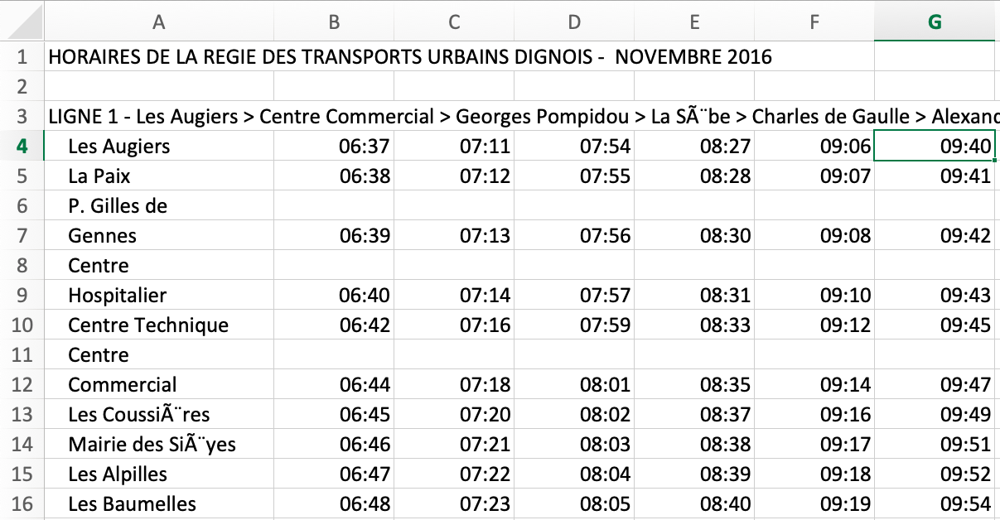 A B C D E F G
1 HORAIRES DE LA REGIE DES TRANSPORTS URBAINS DIGNOIS - NOVEMBRE 2016
2
3 LIGNE 1 - Les Augiers > Centre Commercial > Georges Pompidou > La SÃ¨be > Charles de Gaulle > Alexand
4 Les Augiers 06:37 07:11 07:54 08:27 09:06 09:40
5 La Paix 06:38 07:12 07:55 08:28 09:07 09:41
6 P. Gilles de
7 Gennes 06:39 07:13 07:56 08:30 09:08 09:42
8 Centre
9 Hospitalier 06:40 07:14 07:57 08:31 09:10 09:43
10 Centre Technique 06:42 07:16 07:59 08:33 09:12 09:45
11 Centre
12 Commercial 06:44 07:18 08:01 08:35 09:14 09:47
13 Les CoussiÃ¨res 06:45 07:20 08:02 08:37 09:16 09:49
14 Mairie des SiÃ¨yes 06:46 07:21 08:03 08:38 09:17 09:51
15 Les Alpilles 06:47 07:22 08:04 08:39 09:18 09:52
16 Les Baumelles 06:48 07:23 08:05 08:40 09:19 09:54